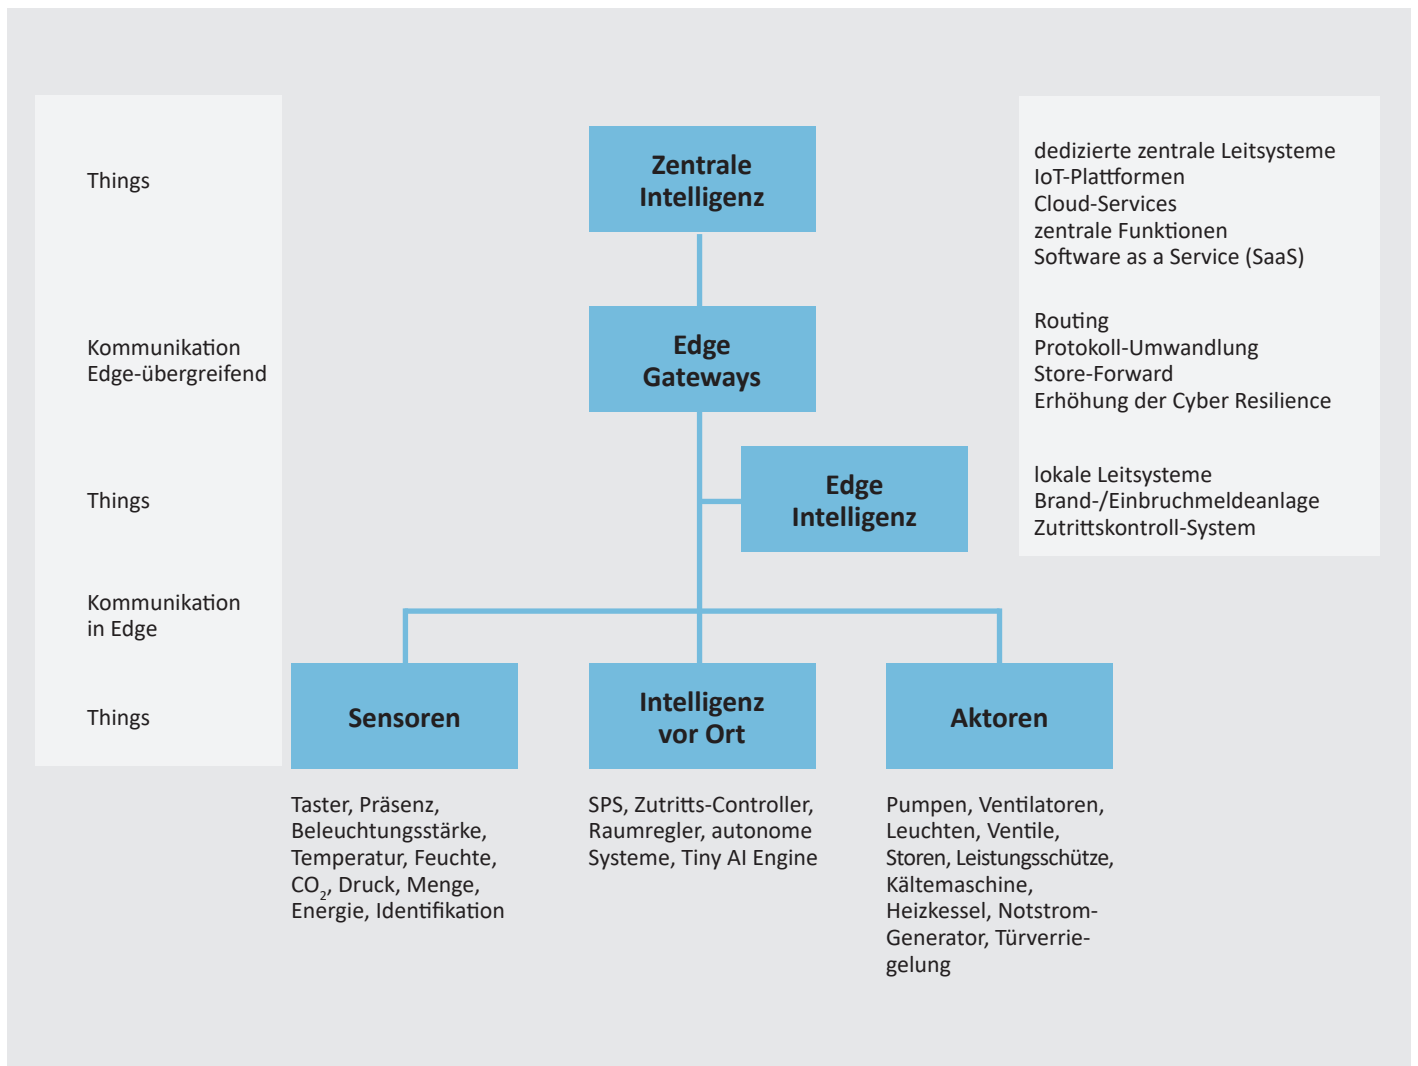 Things
Zentrale
Intelligenz
dedizierte zentrale Leitsysteme
IoT-Plattformen
Cloud-Services
zentrale Funktionen
Software as a Service (SaaS)
Kommunikation
Edge-übergreifend
Edge
Gateways
Routing
Protokoll-Umwandlung
Store-Forward
Erhöhung der Cyber Resilience
Things
Edge
Intelligenz
lokale Leitsysteme
Brand-/Einbruchmeldeanlage
Zutrittskontroll-System
Kommunikation
in Edge
Things
Sensoren
Intelligenz
vor Ort
Aktoren
Taster, Präsenz,
Beleuchtungsstärke,
Temperatur, Feuchte,
CO₂, Druck, Menge,
Energie, Identifikation
SPS, Zutritts-Controller,
Raumregler, autonome
Systeme, Tiny AI Engine
Pumpen, Ventilatoren,
Leuchten, Ventile,
Storen, Leistungsschütze,
Kältemaschine,
Heizkessel, Notstrom-
Generator, Türverrie-
gelung